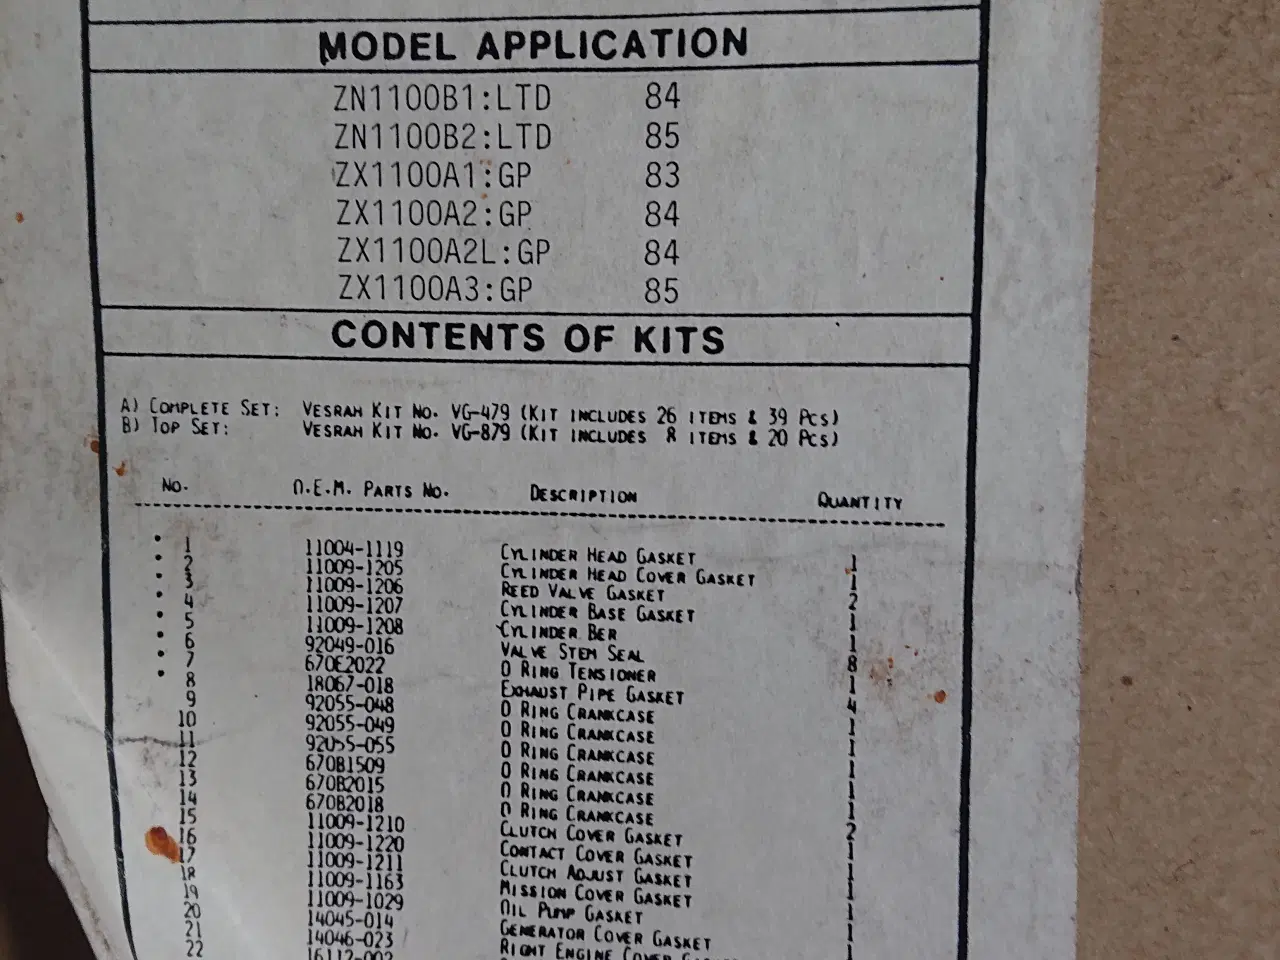 MODEL APPLICATION
ZN1100B1:LTD 84
ZN1100B2:LTD 85
ZX1100A1:GP 83
ZX1100A2:GP 84
ZX1100A2L:GP 84
ZX1100A3:GP 85
CONTENTS OF KITS
A) COMPLETE SET: VESRAH KIT NO. VG-479 (KIT INCLUDES 26 ITEMS & 39 PCS)
B) TOP SET: VESRAH KIT NO. VG-879 (KIT INCLUDES 8 ITEMS & 20 PCS)
NO. O.E.M. PARTS NO. DESCRIPTION QUANTITY
• 1 11004-1119 CYLINDER HEAD GASKET 1
• 2 11009-1205 CYLINDER HEAD COVER GASKET 1
• 3 11009-1206 REED VALVE GASKET 2
• 4 11009-1207 CYLINDER BASE GASKET 1
• 5 11009-1208 CYLINDER BER 1
• 6 92049-016 VALVE STEM SEAL 8
• 7 670E2022 O RING TENSIONER 1
• 8 18067-018 EXHAUST PIPE GASKET 4
9 92055-048 O RING CRANKCASE 1
10 92055-049 O RING CRANKCASE 1
11 92055-055 O RING CRANKCASE 1
12 670B1509 O RING CRANKCASE 1
13 670B2015 O RING CRANKCASE 1
14 670B2018 O RING CRANKCASE 2
15 11009-1210 CLUTCH COVER GASKET 1
16 11009-1220 CONTACT COVER GASKET 1
17 11009-1211 CLUTCH ADJUST GASKET 1
18 11009-1163 MISSION COVER GASKET 1
19 11009-1029 OIL PUMP GASKET 1
20 14045-014 GENERATOR COVER GASKET 1
21 14046-023 RIGHT ENGINE COVER
22 16112-002